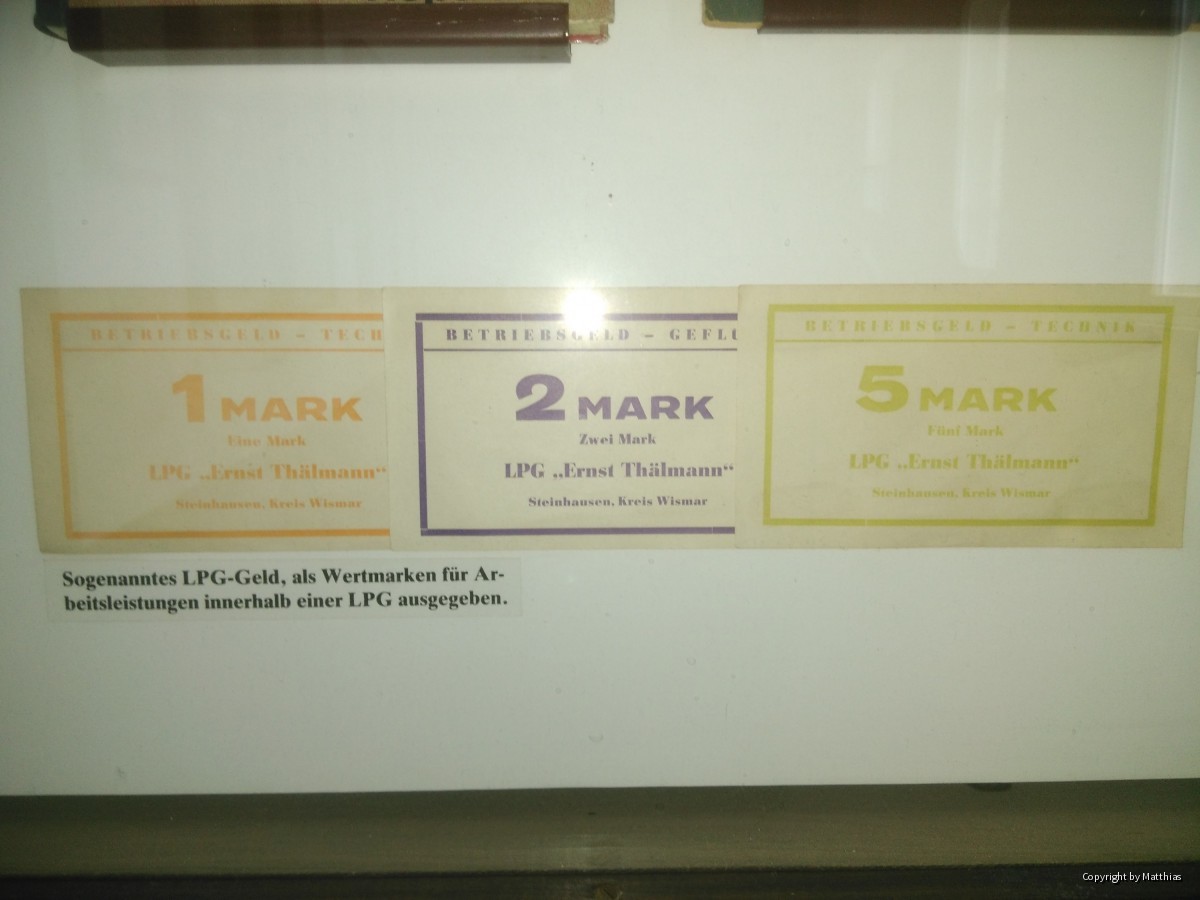 BETRIEBSGELD – TECH
1 MARK
Eine Mark
LPG „Ernst Thälmann“
Steinhausen, Kreis Wismar
BETRIEBSGELD – GEFLÜ
2 MARK
Zwei Mark
LPG „Ernst Thälmann“
Steinhausen, Kreis Wismar
BETRIEBSGELD – TECHNIK
5 MARK
Fünf Mark
LPG „Ernst Thälmann“
Steinhausen, Kreis Wismar
Sogenanntes LPG-Geld, als Wertmarken für Ar-
beitsleistungen innerhalb einer LPG ausgegeben.
Copyright by Matthias